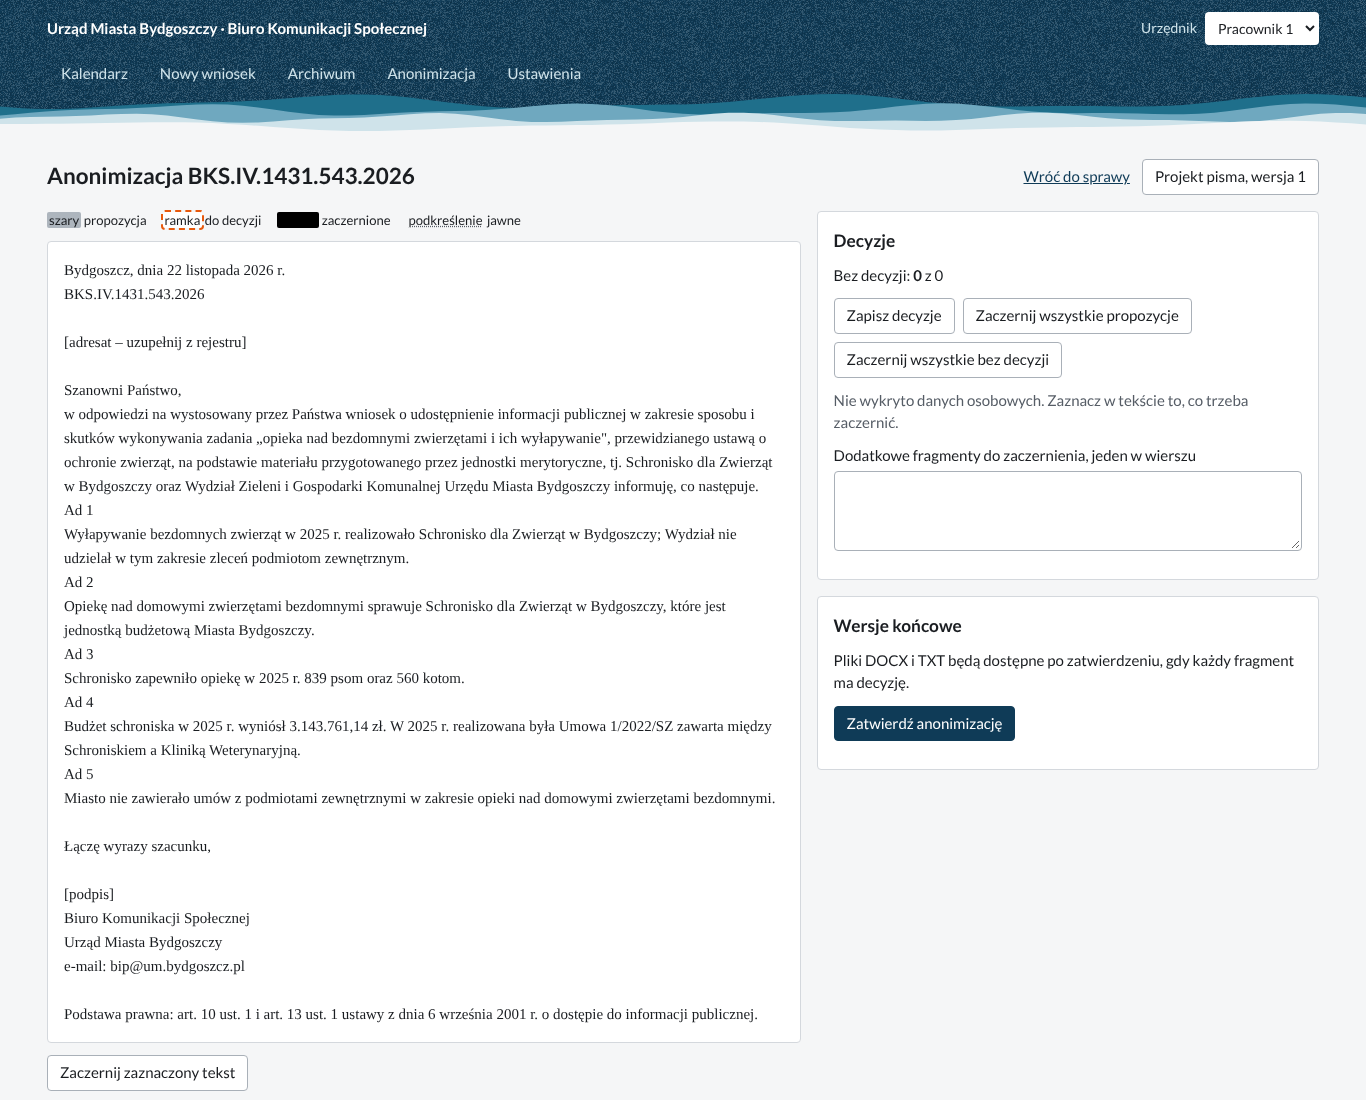 Urząd Miasta Bydgoszczy · Biuro Komunikacji Społecznej
Urzędnik
Pracownik 1
Kalendarz
Nowy wniosek
Archiwum
Anonimizacja
Ustawienia
Anonimizacja BKS.IV.1431.543.2026
Wróć do sprawy
Projekt pisma, wersja 1
szary propozycja
ramka do decyzji
zaczernione
podkreślenie jawne
Bydgoszcz, dnia 22 listopada 2026 r.
BKS.IV.1431.543.2026
[adresat – uzupełnij z rejestru]
Szanowni Państwo,
w odpowiedzi na wystosowany przez Państwa wniosek o udostępnienie informacji publicznej w zakresie sposobu i
skutków wykonywania zadania „opieka nad bezdomnymi zwierzętami i ich wyłapywanie", przewidzianego ustawą o
ochronie zwierząt, na podstawie materiału przygotowanego przez jednostki merytoryczne, tj. Schronisko dla Zwierząt
w Bydgoszczy oraz Wydział Zieleni i Gospodarki Komunalnej Urzędu Miasta Bydgoszczy informuję, co następuje.
Ad 1
Wyłapywanie bezdomnych zwierząt w 2025 r. realizowało Schronisko dla Zwierząt w Bydgoszczy; Wydział nie
udzielał w tym zakresie zleceń podmiotom zewnętrznym.
Ad 2
Opiekę nad domowymi zwierzętami bezdomnymi sprawuje Schronisko dla Zwierząt w Bydgoszczy, które jest
jednostką budżetową Miasta Bydgoszczy.
Ad 3
Schronisko zapewniło opiekę w 2025 r. 839 psom oraz 560 kotom.
Ad 4
Budżet schroniska w 2025 r. wyniósł 3.143.761,14 zł. W 2025 r. realizowana była Umowa 1/2022/SZ zawarta między
Schroniskiem a Kliniką Weterynaryjną.
Ad 5
Miasto nie zawierało umów z podmiotami zewnętrznymi w zakresie opieki nad domowymi zwierzętami bezdomnymi.
Łączę wyrazy szacunku,
[podpis]
Biuro Komunikacji Społecznej
Urząd Miasta Bydgoszczy
e-mail: bip@um.bydgoszcz.pl
Podstawa prawna: art. 10 ust. 1 i art. 13 ust. 1 ustawy z dnia 6 września 2001 r. o dostępie do informacji publicznej.
Zaczernij zaznaczony tekst
Decyzje
Bez decyzji: 0 z 0
Zapisz decyzje
Zaczernij wszystkie propozycje
Zaczernij wszystkie bez decyzji
Nie wykryto danych osobowych. Zaznacz w tekście to, co trzeba
zaczernić.
Dodatkowe fragmenty do zaczernienia, jeden w wierszu
Wersje końcowe
Pliki DOCX i TXT będą dostępne po zatwierdzeniu, gdy każdy fragment
ma decyzję.
Zatwierdź anonimizację